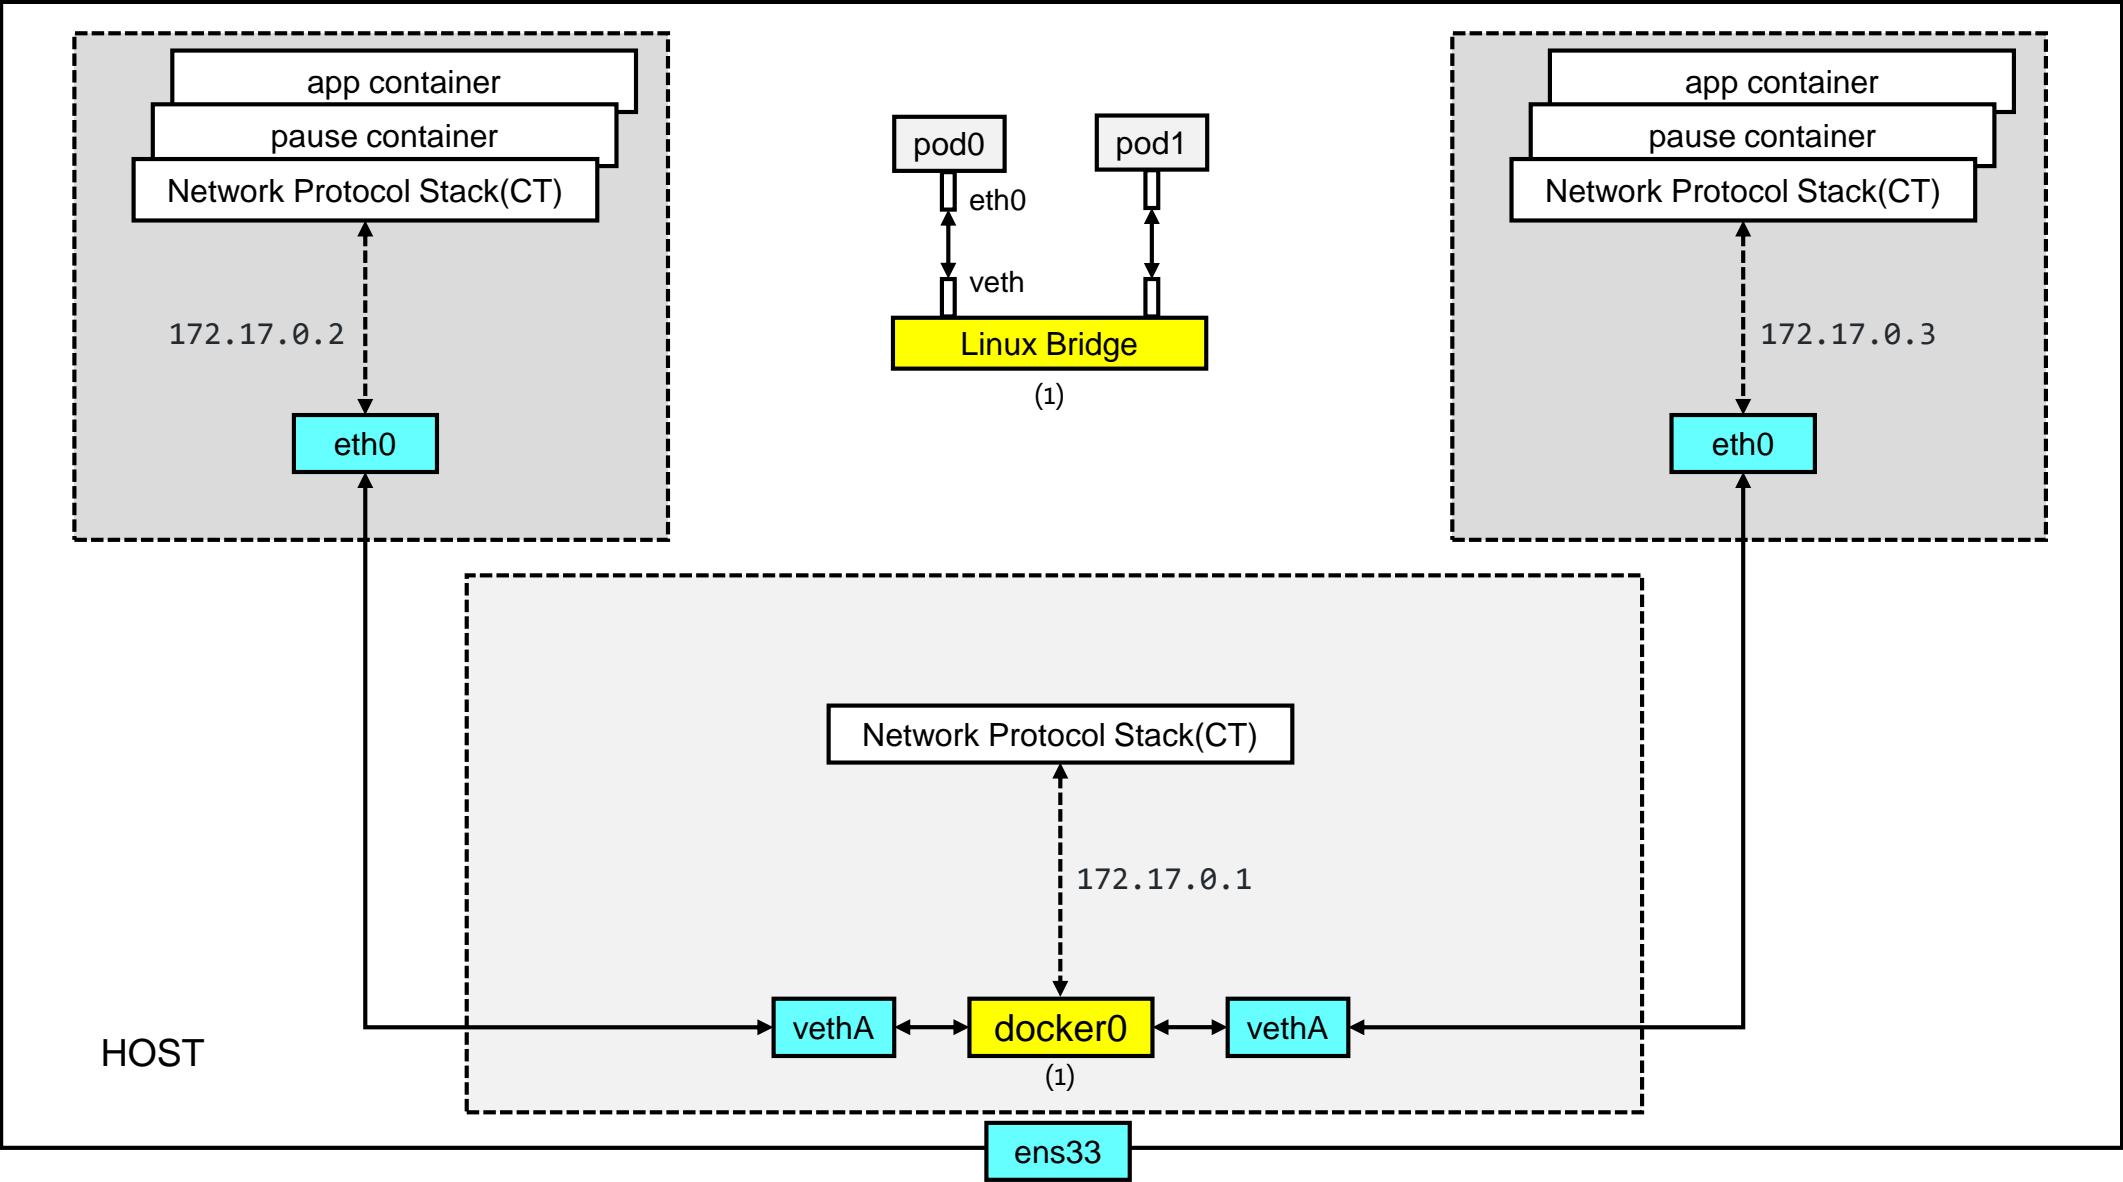 app container
pause container
Network Protocol Stack(CT)
172.17.0.2
eth0
pod0
pod1
eth0
veth
Linux Bridge
(1)
app container
pause container
Network Protocol Stack(CT)
172.17.0.3
eth0
Network Protocol Stack(CT)
172.17.0.1
vethA
docker0
vethA
(1)
HOST
ens33